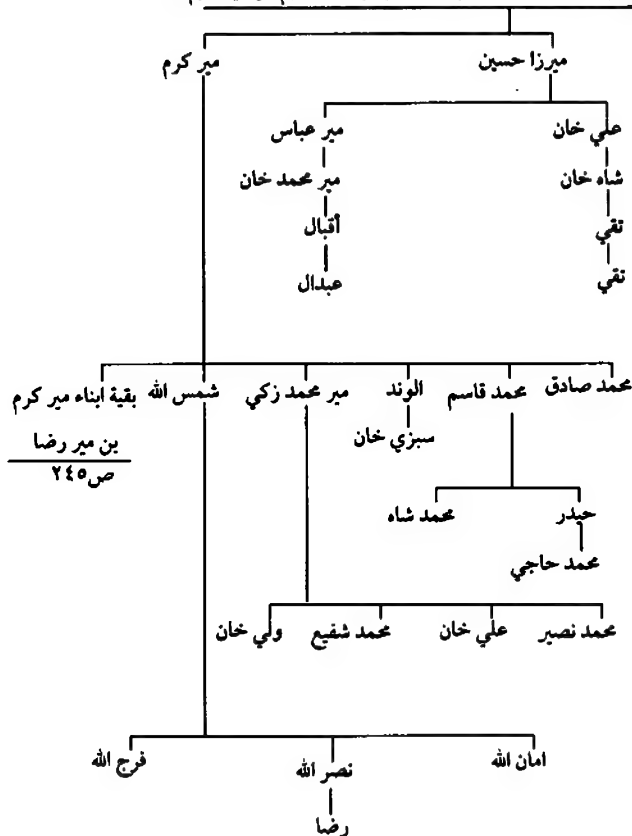 ميرزا حسين مير كرم
علي خان مير عباس
شاه خان مير محمد خان
تقي أقبال
نقي عبدال
محمد صادق محمد قاسم الوند مير محمد زكي شمس الله بقية ابناء مير كرم
سبزي خان بن مير رضا
ص٢٤٥
حيدر محمد شاه
محمد حاجي
محمد نصير علي خان محمد شفيع ولي خان
امان الله نصر الله فرج الله
رضا